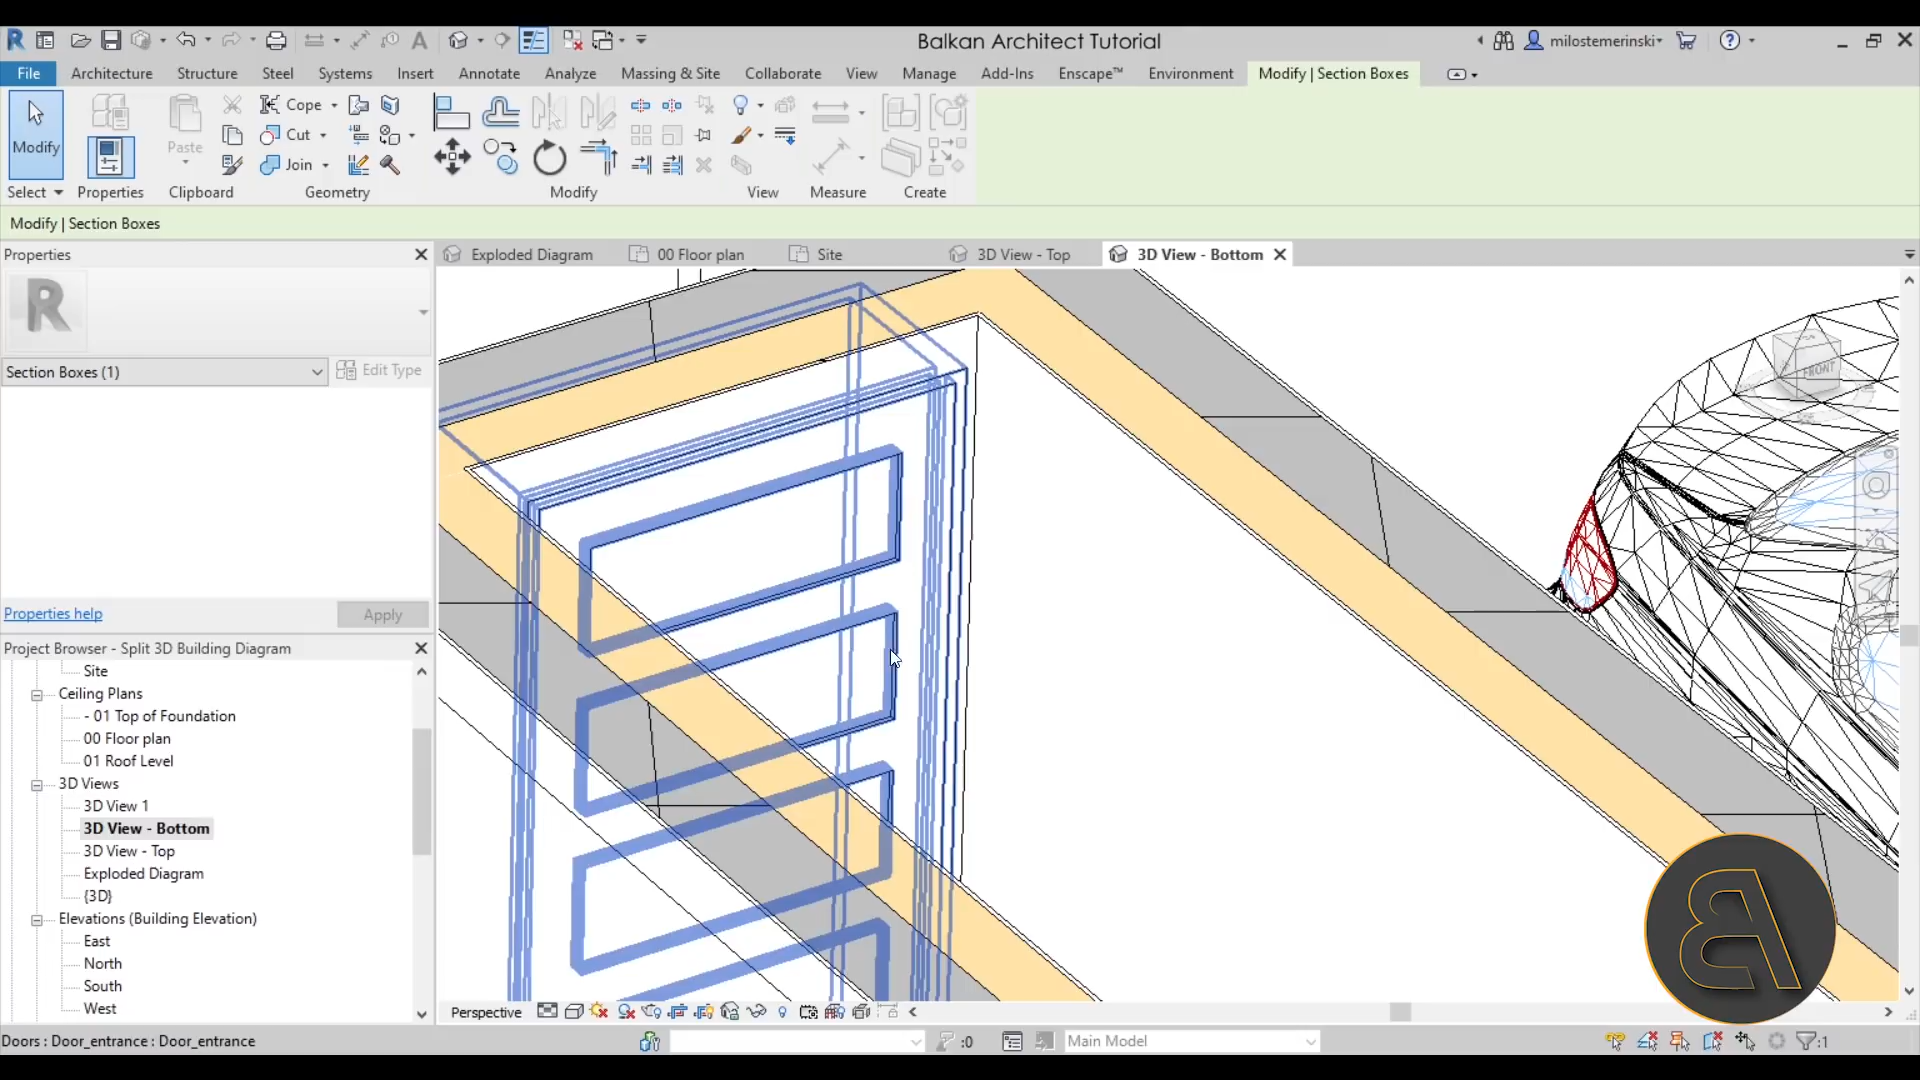 Balkan Architect Tutorial
milostemerinski
File Architecture Structure Steel Systems Insert Annotate Analyze Massing & Site Collaborate View Manage Add-Ins Enscape™ Environment Modify | Section Boxes
Modify
Paste
Cope
Cut
Join
Select Properties Clipboard Geometry Modify View Measure Create
Modify | Section Boxes
Properties
Exploded Diagram 00 Floor plan Site 3D View - Top 3D View - Bottom
Section Boxes (1) Edit Type
FRONT
Properties help Apply
Project Browser - Split 3D Building Diagram
Site
Ceiling Plans
- 01 Top of Foundation
00 Floor plan
01 Roof Level
3D Views
3D View 1
3D View - Bottom
3D View - Top
Exploded Diagram
{3D}
Elevations (Building Elevation)
East
North
South
West
Perspective
Doors : Door_entrance : Door_entrance
:0
Main Model
:1